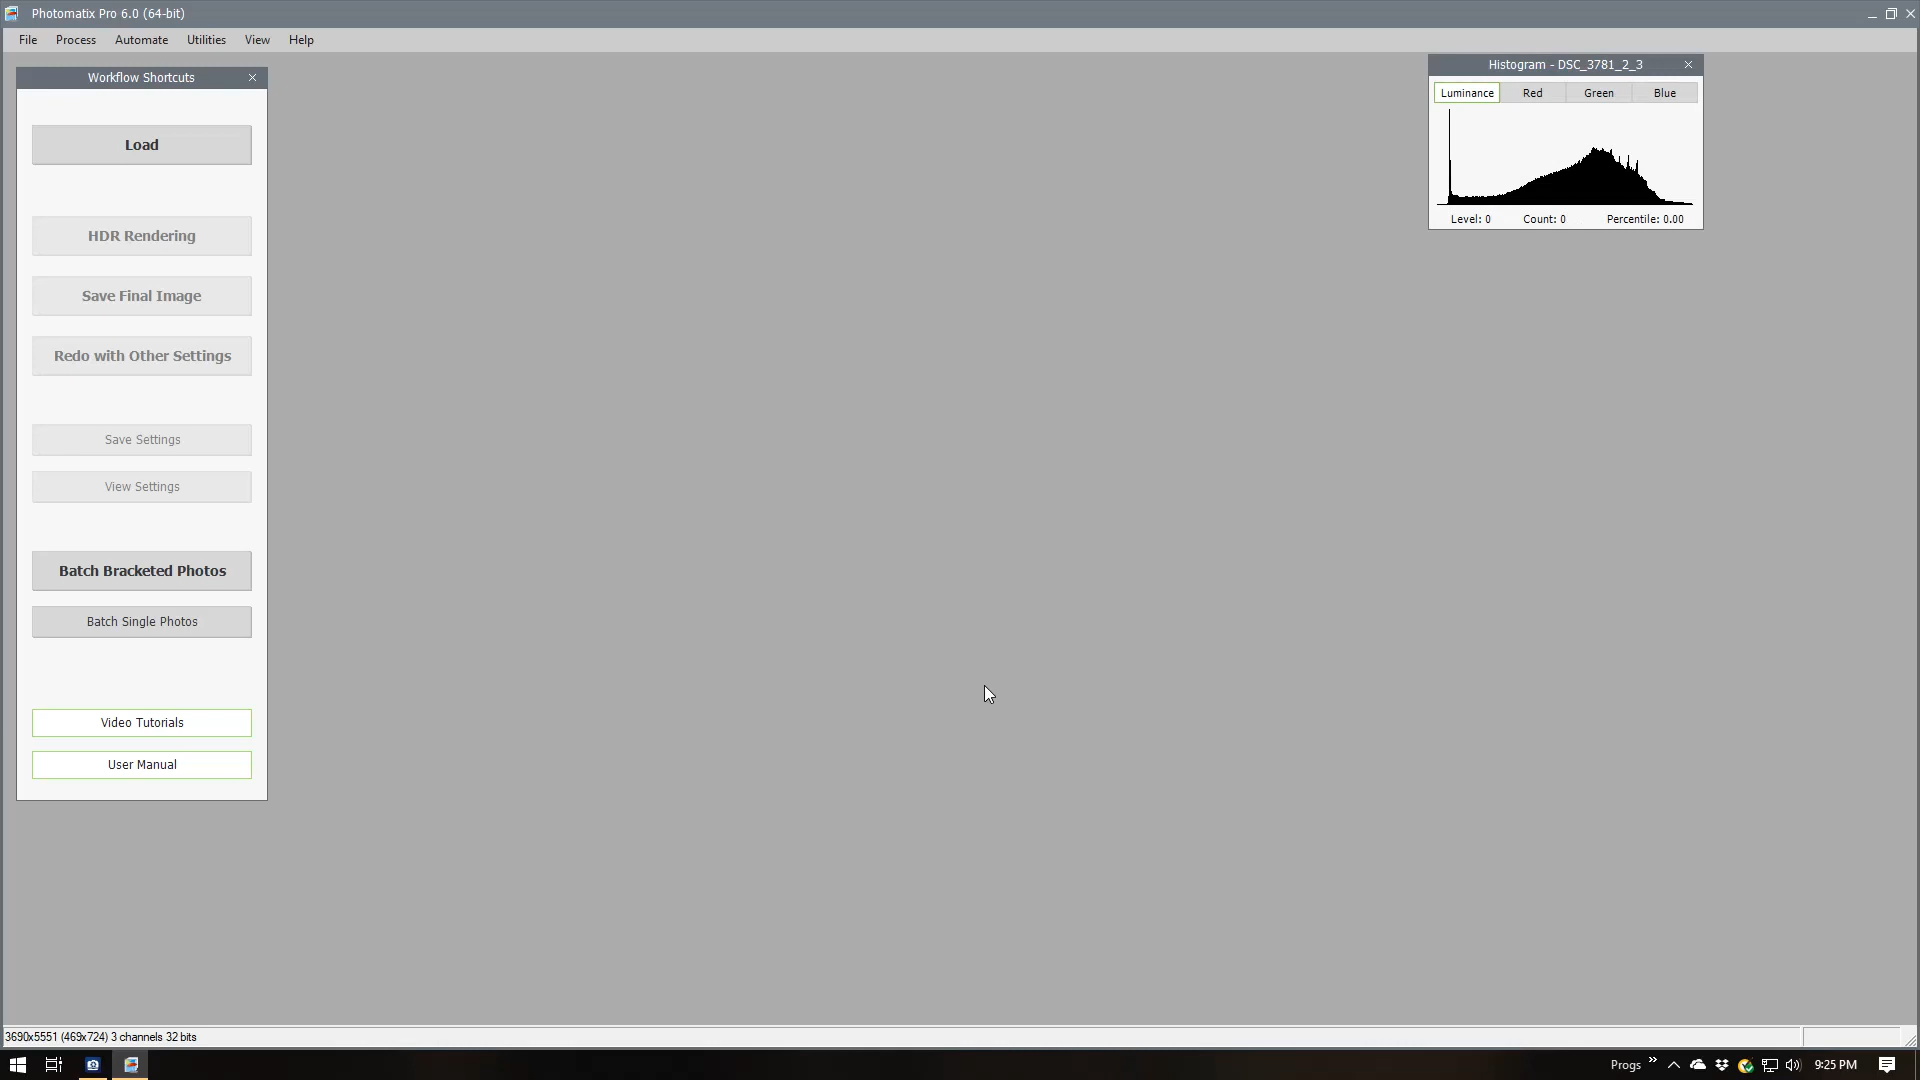 Photomatix Pro 6.0 (64-bit)
File Process Automate Utilities View Help
Workflow Shortcuts
Load
HDR Rendering
Save Final Image
Redo with Other Settings
Save Settings
View Settings
Batch Bracketed Photos
Batch Single Photos
Video Tutorials
User Manual
Histogram - DSC_3781_2_3
Luminance Red Green Blue
Level: 0 Count: 0 Percentile: 0.00
3690x5551 (469x724) 3 channels 32 bits
Progs 9:25 PM